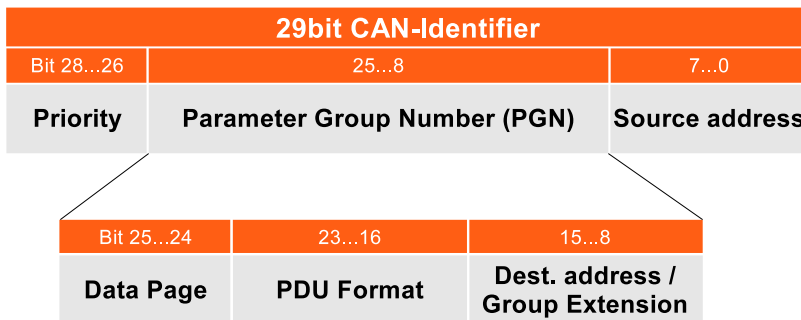 29bit CAN-Identifier
Bit 28...26 25...8 7...0
Priority Parameter Group Number (PGN) Source address
Bit 25...24 23...16 15...8
Data Page PDU Format Dest. address /
Group Extension